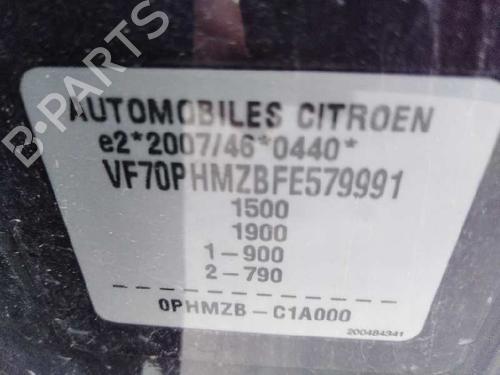 B-PARTS
AUTOMOBILES CITROEN
e2*2007/46*0440*
VF70PHMZBFE579991
1500
1900
1-900
2-790
0PHMZB-C1A000
200484341